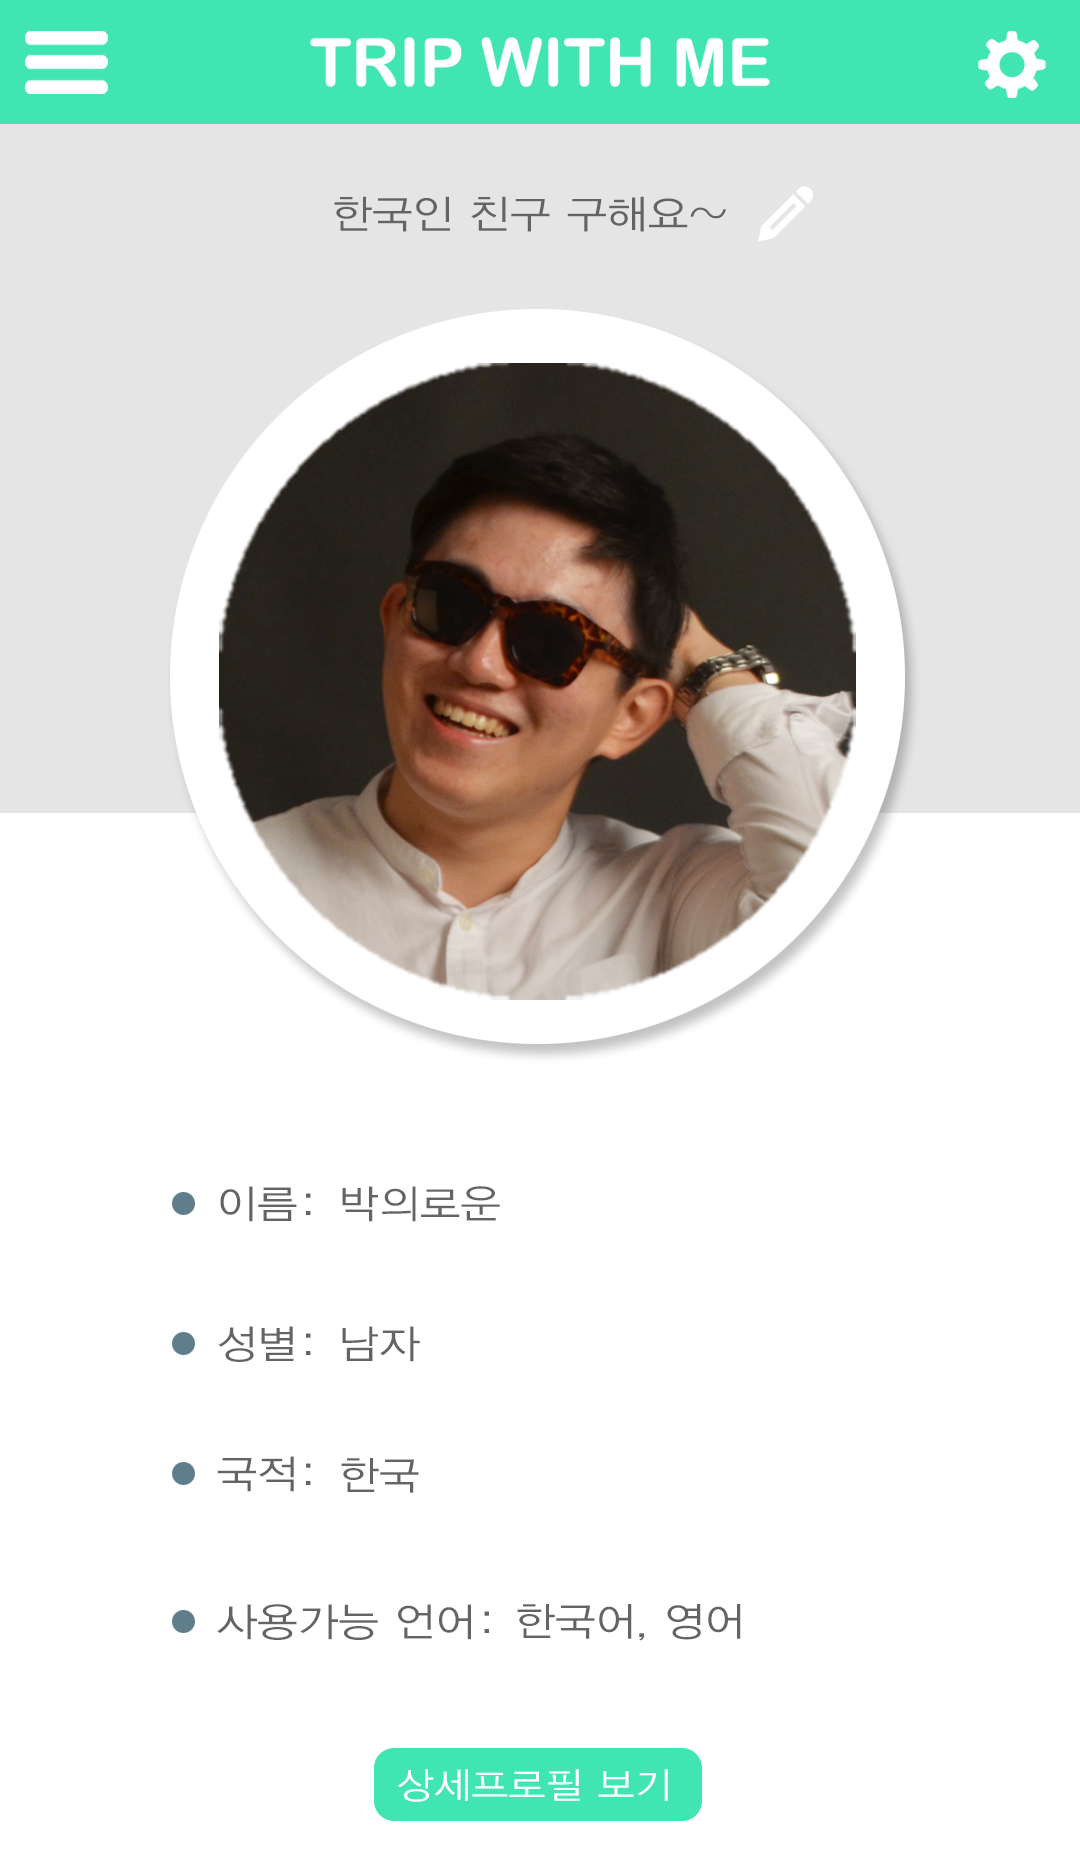 TRIP WITH ME
한국인 친구 구해요~
이름: 박의로운
성별: 남자
국적: 한국
사용가능 언어: 한국어, 영어
상세프로필 보기